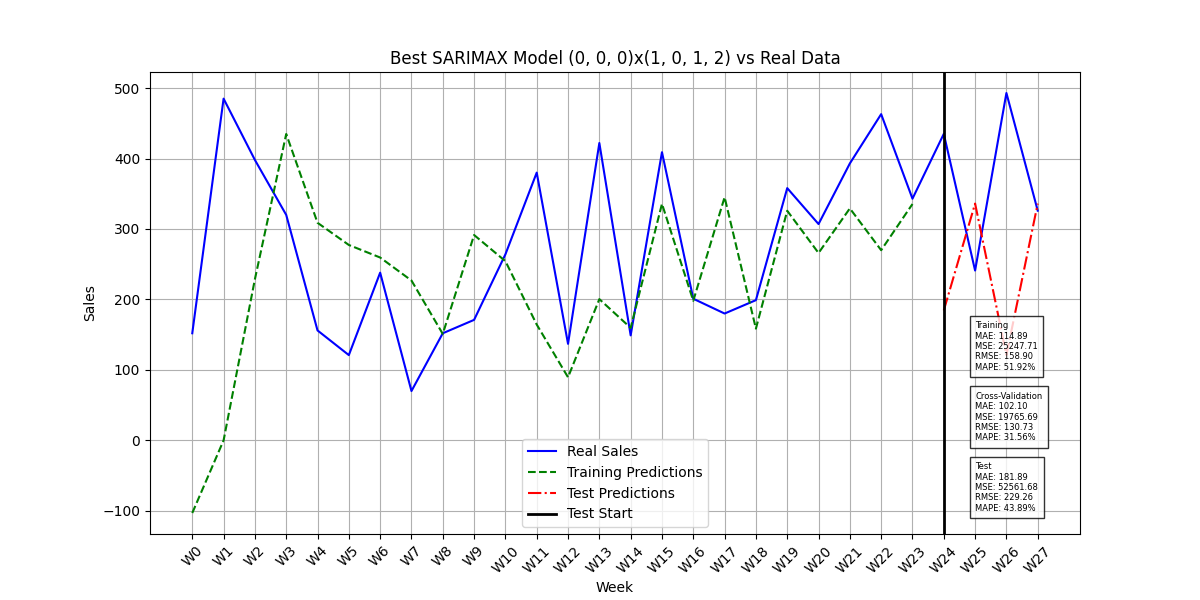 Best SARIMAX Model (0, 0, 0)x(1, 0, 1, 2) vs Real Data
Sales
500
400
300
200
100
0
−100
Training
MAE: 114.89
MSE: 25247.71
RMSE: 158.90
MAPE: 51.92%
Cross-Validation
MAE: 102.10
MSE: 19765.69
RMSE: 130.73
MAPE: 31.56%
Test
MAE: 181.89
MSE: 52561.68
RMSE: 229.26
MAPE: 43.89%
Real Sales
Training Predictions
Test Predictions
Test Start
W0 W1 W2 W3 W4 W5 W6 W7 W8 W9 W10 W11 W12 W13 W14 W15 W16 W17 W18 W19 W20 W21 W22 W23 W24 W25 W26 W27
Week